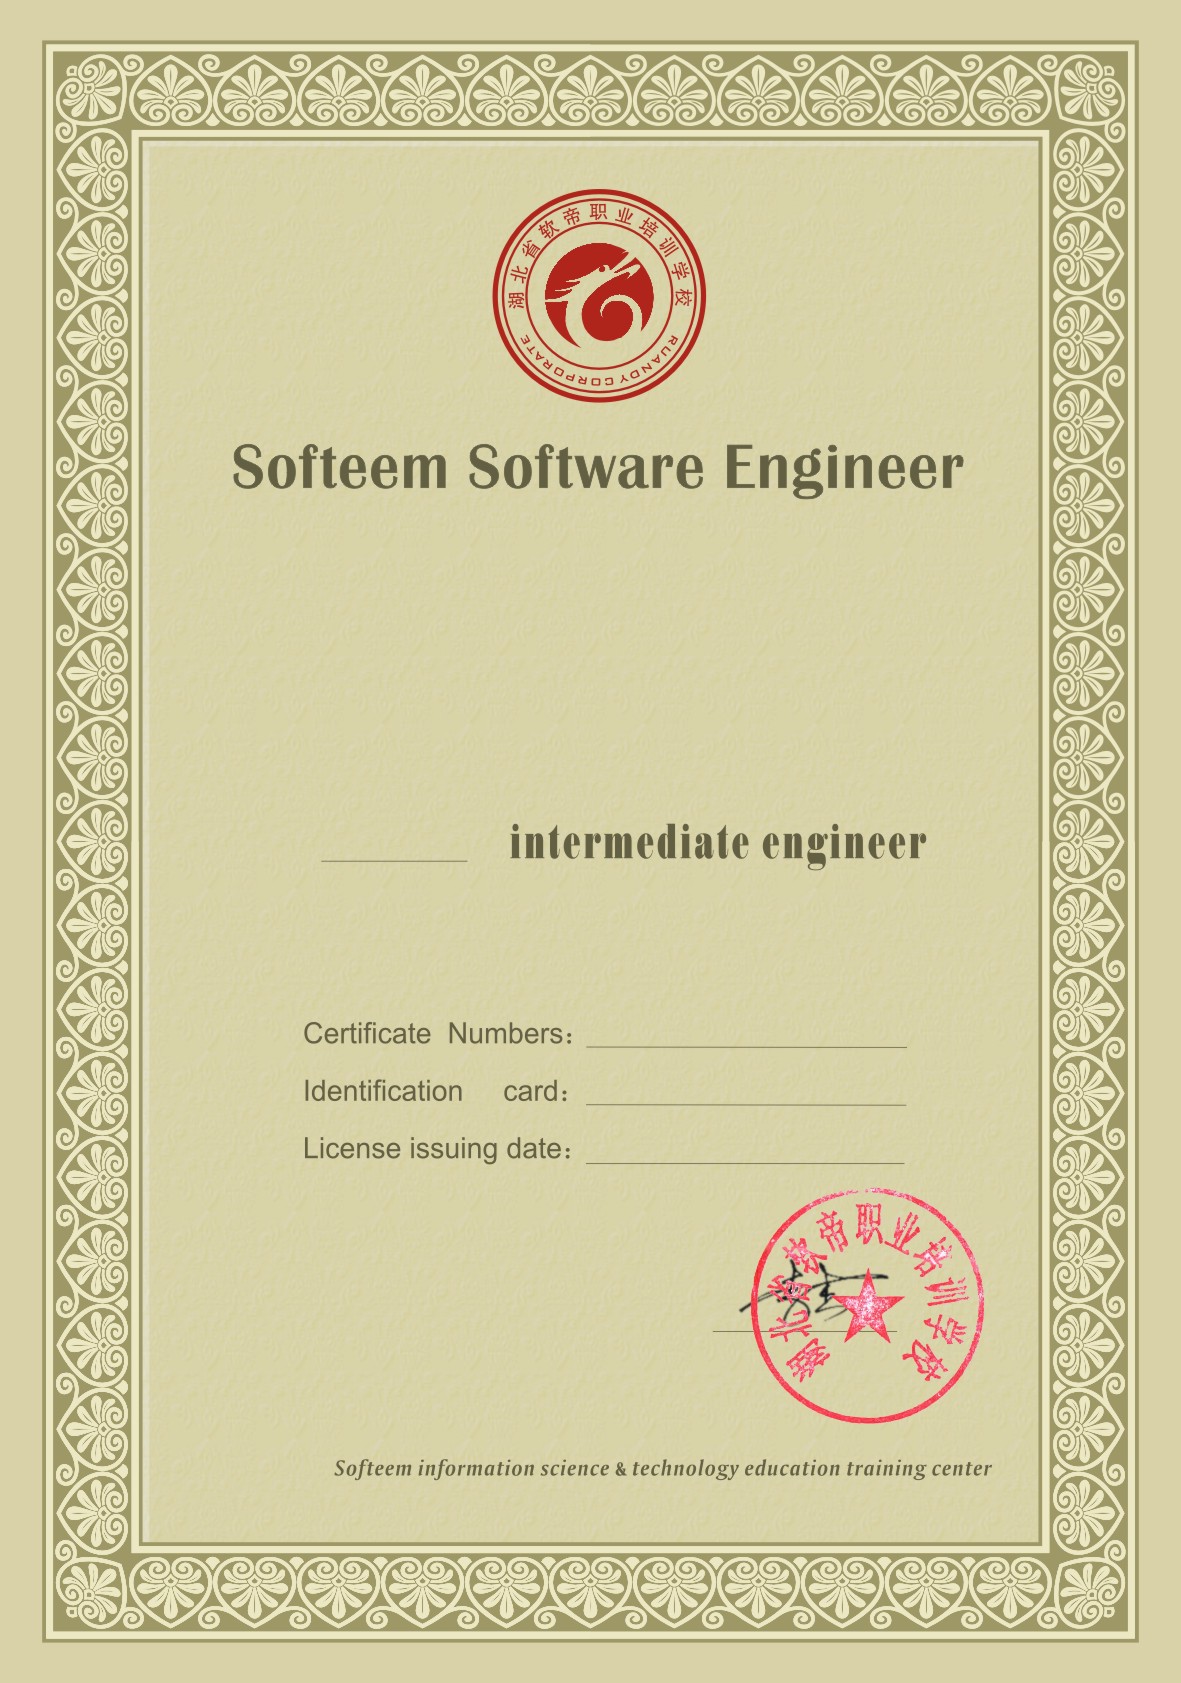 湖北省软帝职业培训学校
RUANDY CORPORATE
Softeem Software Engineer
intermediate engineer
Certificate Numbers：
Identification card：
License issuing date：
湖北省软帝职业培训学校
Softeem information science & technology education training center